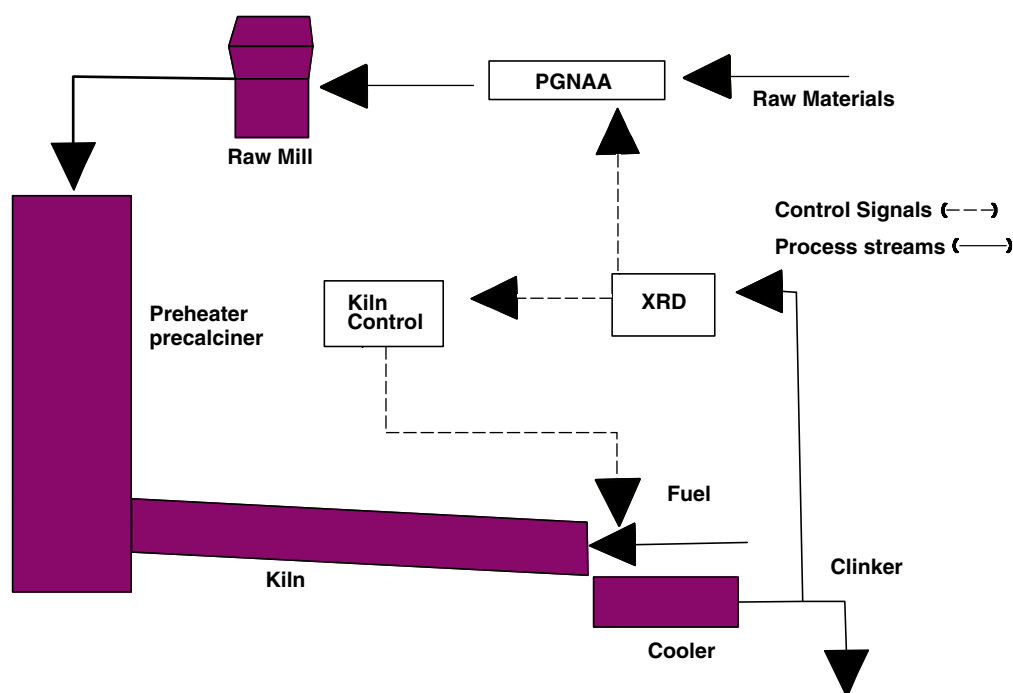 PGNAA
Raw Materials
Raw Mill
Control Signals (- - -)
Process streams (——)
Preheater
precalciner
Kiln
Control
XRD
Fuel
Kiln
Clinker
Cooler